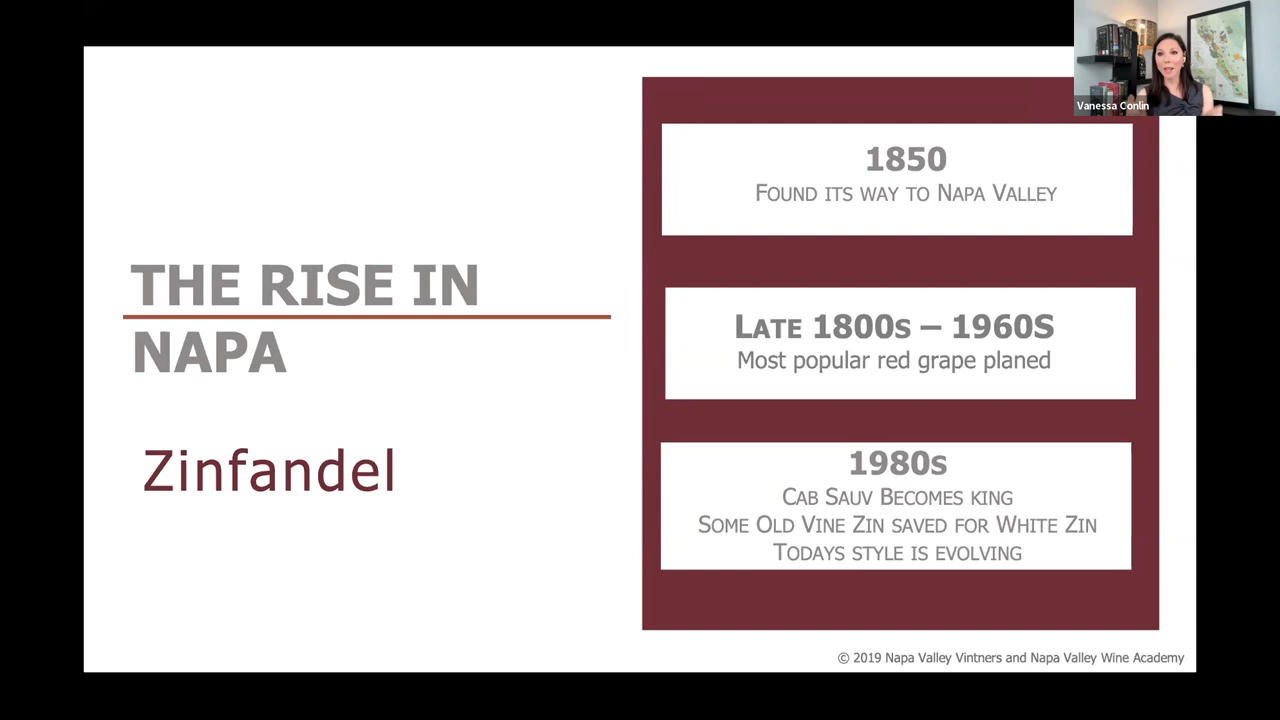 Vanessa Conlin
THE RISE IN
NAPA
Zinfandel
1850
Found its way to Napa Valley
Late 1800s – 1960s
Most popular red grape planed
1980s
Cab Sauv Becomes king
Some Old Vine Zin saved for White Zin
Todays style is evolving
© 2019 Napa Valley Vintners and Napa Valley Wine Academy